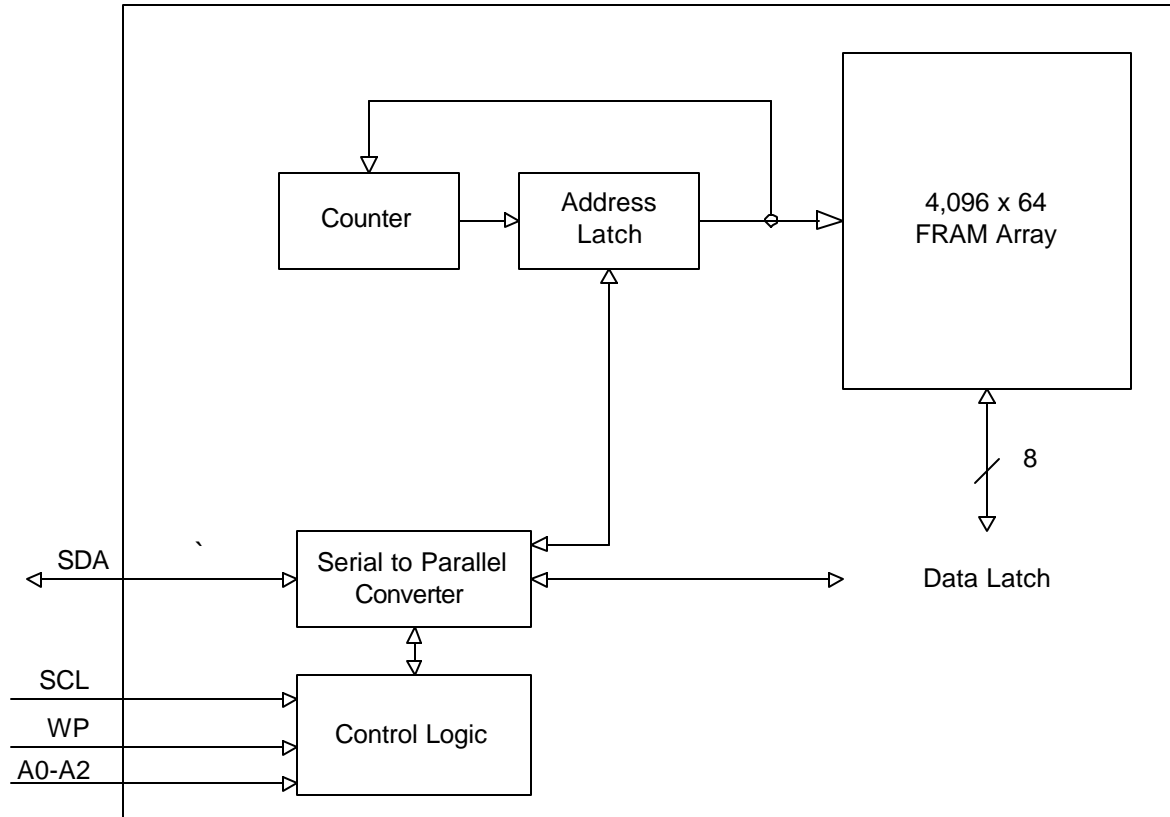 Counter
Address
Latch
4,096 x 64
FRAM Array
8
SDA
`
Serial to Parallel
Converter
Data Latch
SCL
WP
A0-A2
Control Logic